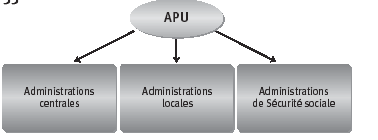 APU
Administrations
centrales
Administrations
locales
Administrations
de Sécurité sociale